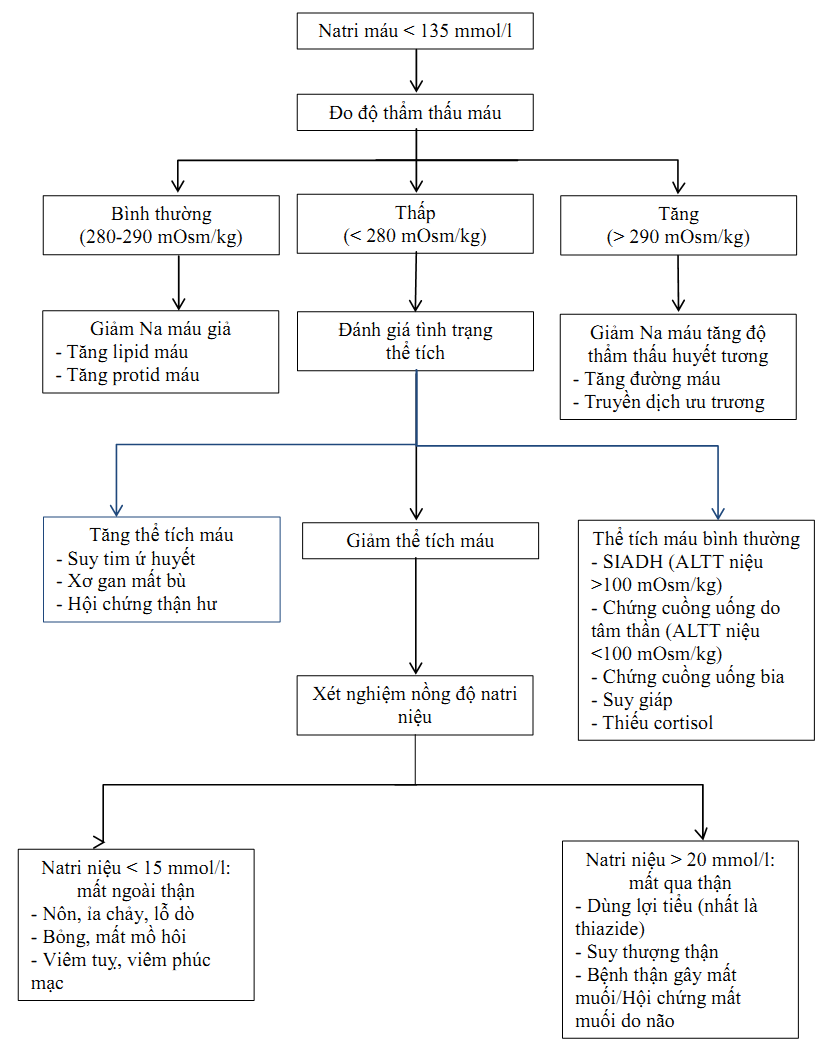 Natri máu < 135 mmol/l
Đo độ thẩm thấu máu
Bình thường
(280-290 mOsm/kg)
Thấp
(< 280 mOsm/kg)
Tăng
(> 290 mOsm/kg)
Giảm Na máu giả
- Tăng lipid máu
- Tăng protid máu
Đánh giá tình trạng
thể tích
Giảm Na máu tăng độ
thẩm thấu huyết tương
- Tăng đường máu
- Truyền dịch ưu trương
Tăng thể tích máu
- Suy tim ứ huyết
- Xơ gan mất bù
- Hội chứng thận hư
Giảm thể tích máu
Thể tích máu bình thường
- SIADH (ALTT niệu
>100 mOsm/kg)
- Chứng cuồng uống do
tâm thần (ALTT niệu
<100 mOsm/kg)
- Chứng cuồng uống bia
- Suy giáp
- Thiếu cortisol
Xét nghiệm nồng độ natri
niệu
Natri niệu < 15 mmol/l:
mất ngoài thận
- Nôn, ỉa chảy, lỗ dò
- Bỏng, mất mồ hôi
- Viêm tuỵ, viêm phúc
mạc
Natri niệu > 20 mmol/l:
mất qua thận
- Dùng lợi tiểu (nhất là
thiazide)
- Suy thượng thận
- Bệnh thận gây mất
muối/Hội chứng mất
muối do não